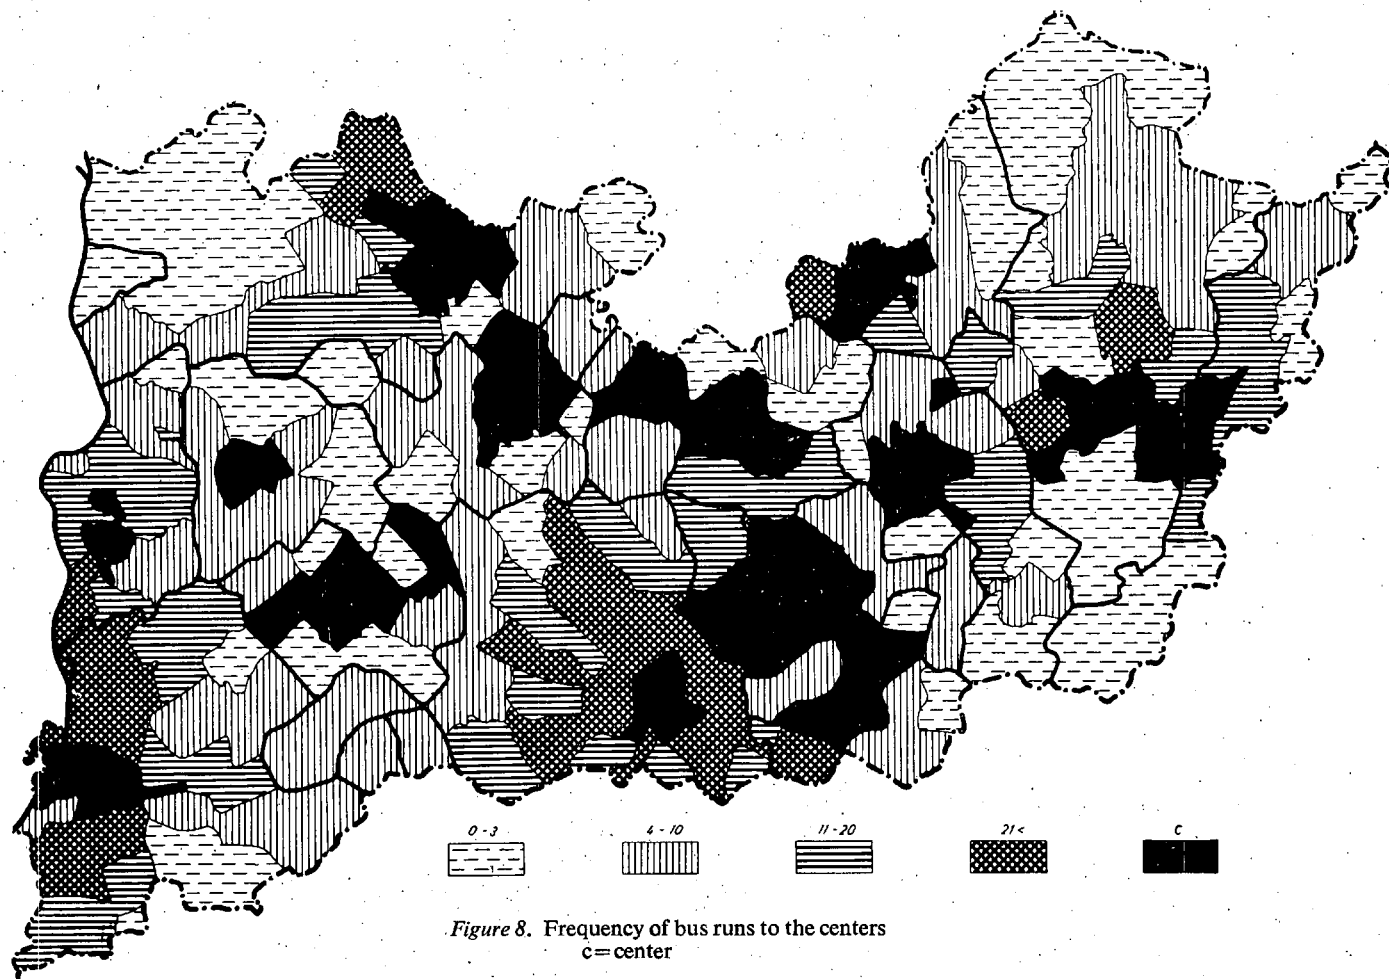 0-3 4-10 11-20 21< C
Figure 8. Frequency of bus runs to the centers
c=center